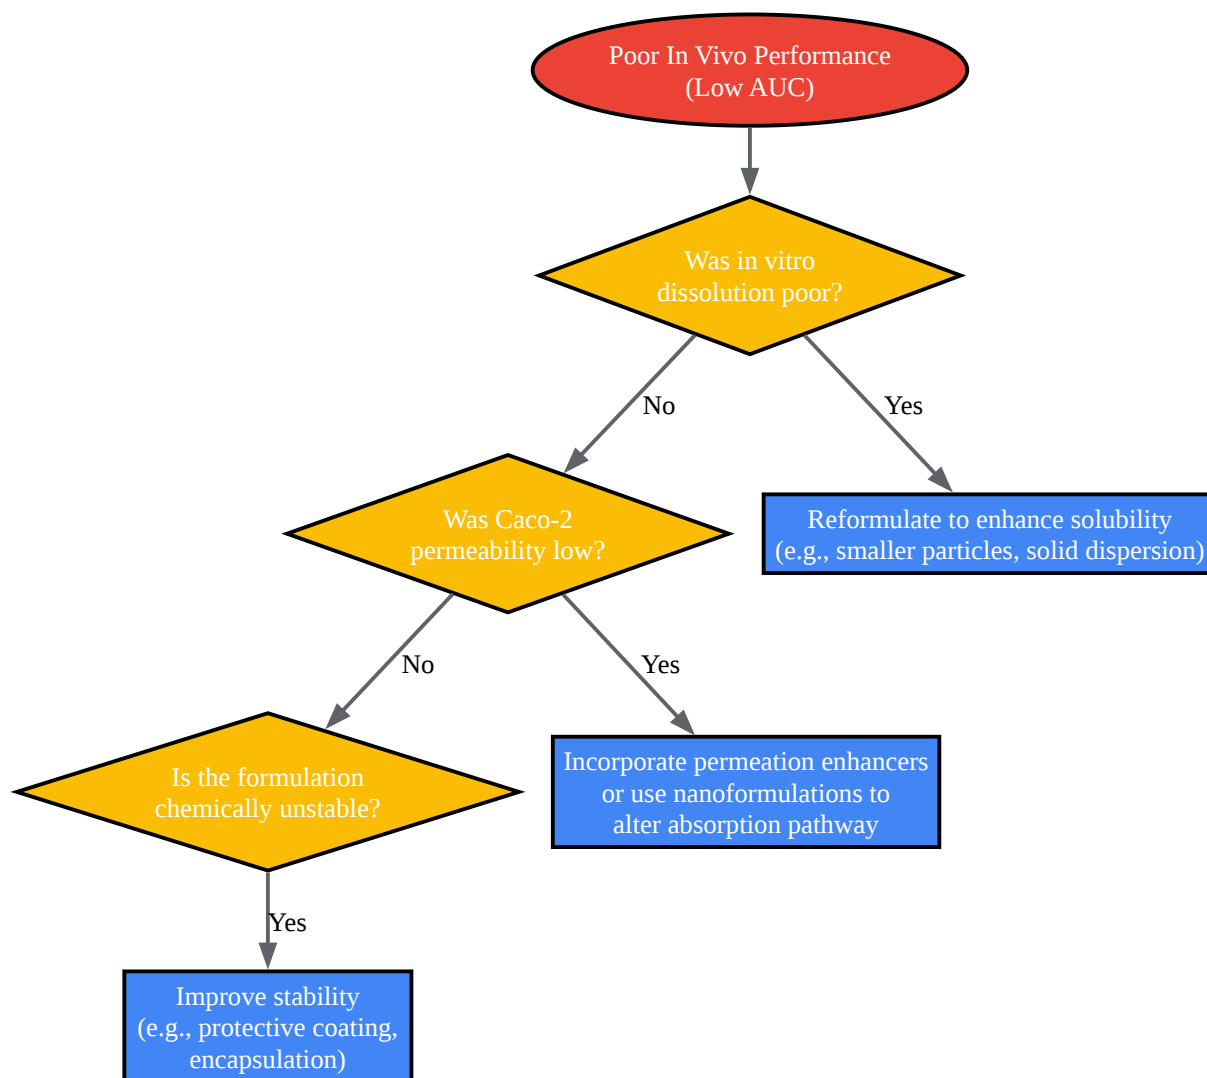 Poor In Vivo Performance
(Low AUC)
Was in vitro
dissolution poor?
No
Yes
Was Caco-2
permeability low?
Reformulate to enhance solubility
(e.g., smaller particles, solid dispersion)
No
Yes
Is the formulation
chemically unstable?
Incorporate permeation enhancers
or use nanoformulations to
alter absorption pathway
Yes
Improve stability
(e.g., protective coating,
encapsulation)